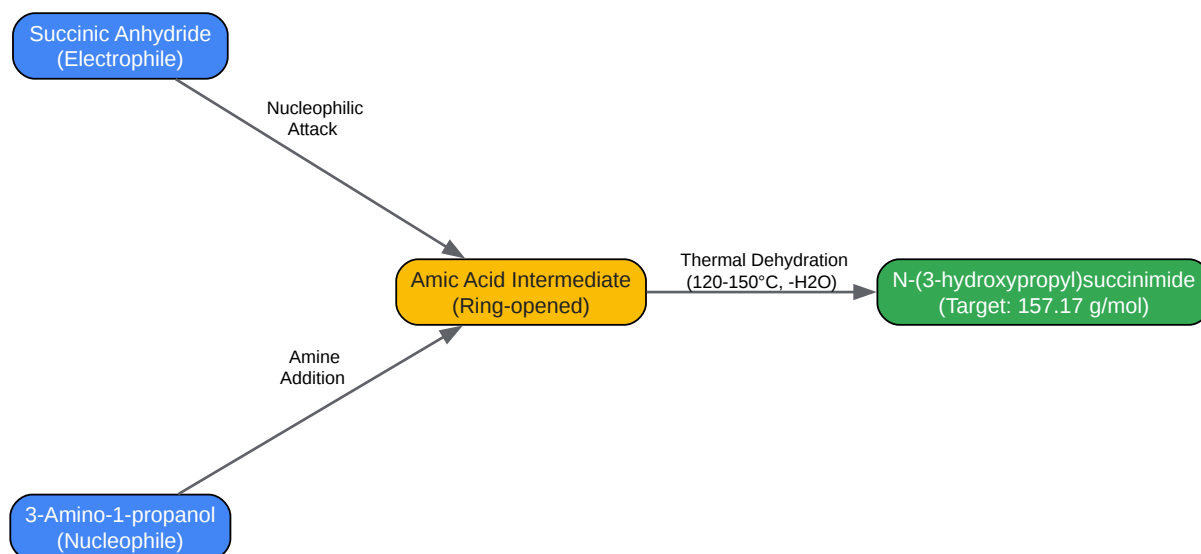 Succinic Anhydride
(Electrophile)
Nucleophilic
Attack
Amic Acid Intermediate
(Ring-opened)
Thermal Dehydration
(120-150°C, -H2O)
N-(3-hydroxypropyl)succinimide
(Target: 157.17 g/mol)
Amine
Addition
3-Amino-1-propanol
(Nucleophile)